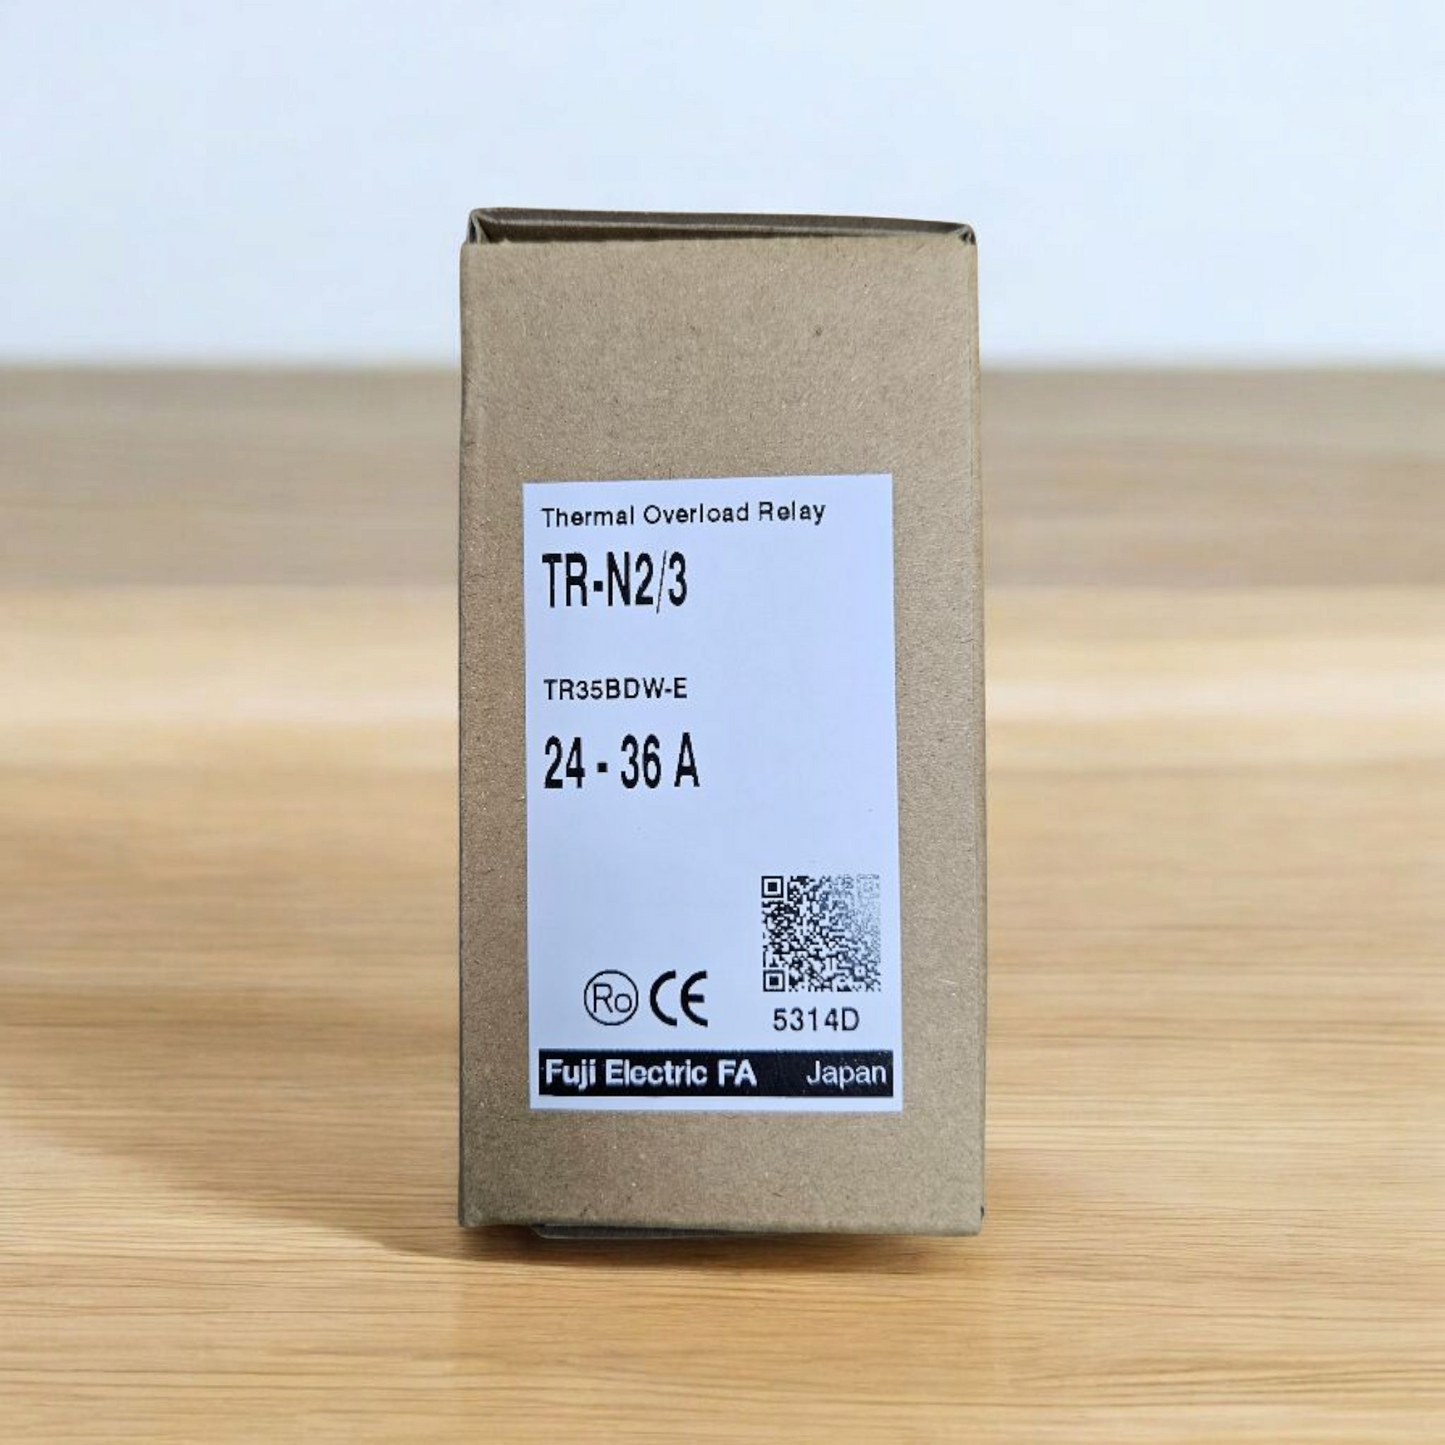 Thermal Overload Relay
TR-N2/3
TR35BDW-E
24 - 36 A
Ro CE
5314D
Fuji Electric FA Japan